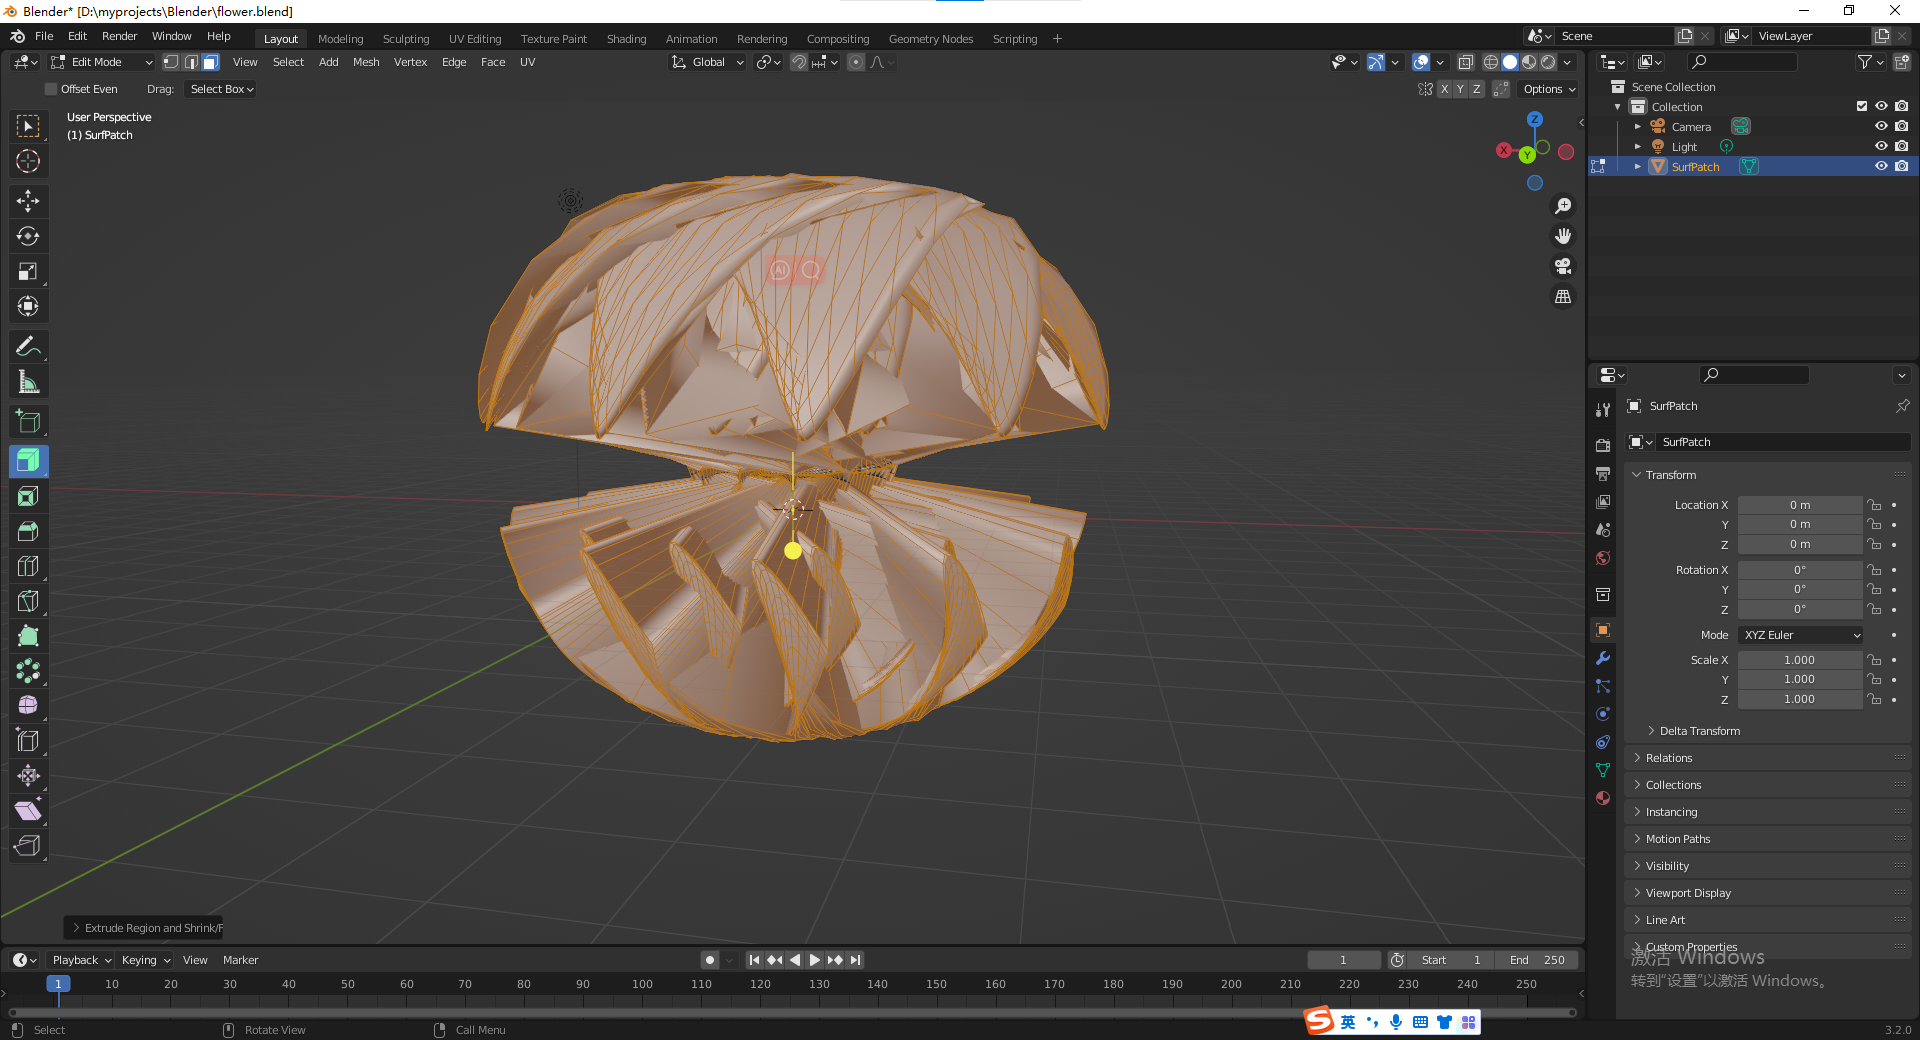 Blender* [D:\myprojects\Blender\flower.blend]
File Edit Render Window Help Layout Modeling Sculpting UV Editing Texture Paint Shading Animation Rendering Compositing Geometry Nodes Scripting + Scene ViewLayer
Edit Mode View Select Add Mesh Vertex Edge Face UV Global
Offset Even Drag: Select Box X Y Z Options
User Perspective
(1) SurfPatch
Z
X
Y
AI
Scene Collection
Collection
Camera
Light
SurfPatch
SurfPatch
SurfPatch
Transform
Location X 0 m
Y 0 m
Z 0 m
Rotation X 0°
Y 0°
Z 0°
Mode XYZ Euler
Scale X 1.000
Y 1.000
Z 1.000
Delta Transform
Relations
Collections
Instancing
Motion Paths
Visibility
Viewport Display
Line Art
Custom Properties
激活 Windows
转到“设置”以激活 Windows。
Extrude Region and Shrink/F
Playback Keying View Marker 1 Start 1 End 250
1 10 20 30 40 50 60 70 80 90 100 110 120 130 140 150 160 170 180 190 200 210 220 230 240 250
Select Rotate View Call Menu 3.2.0
S 英